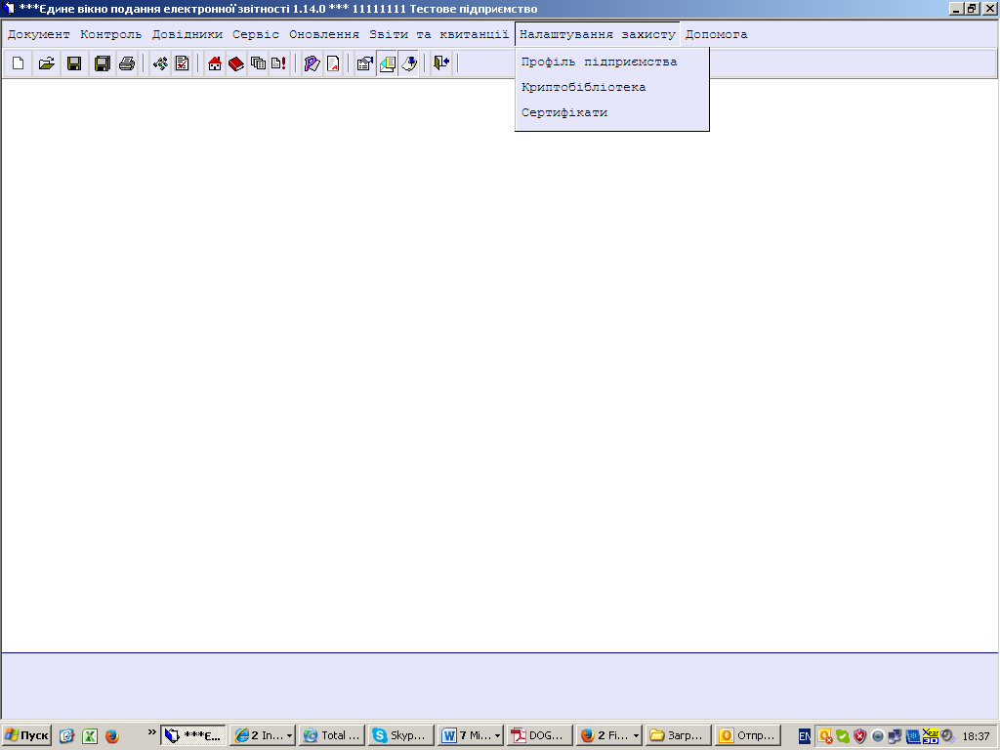 ***Єдине вікно подання електронної звітності 1.14.0 *** 11111111 Тестове підприємство
Документ Контроль Довідники Сервіс Оновлення Звіти та квитанції Налаштування захисту Допомога
Профіль підприємства
Криптобібліотека
Сертифікати
Пуск » ***Є... 2 In... Total ... Skyp... 7 Mi... DOG... 2 Fi... Загр... Отпр... EN 18:37